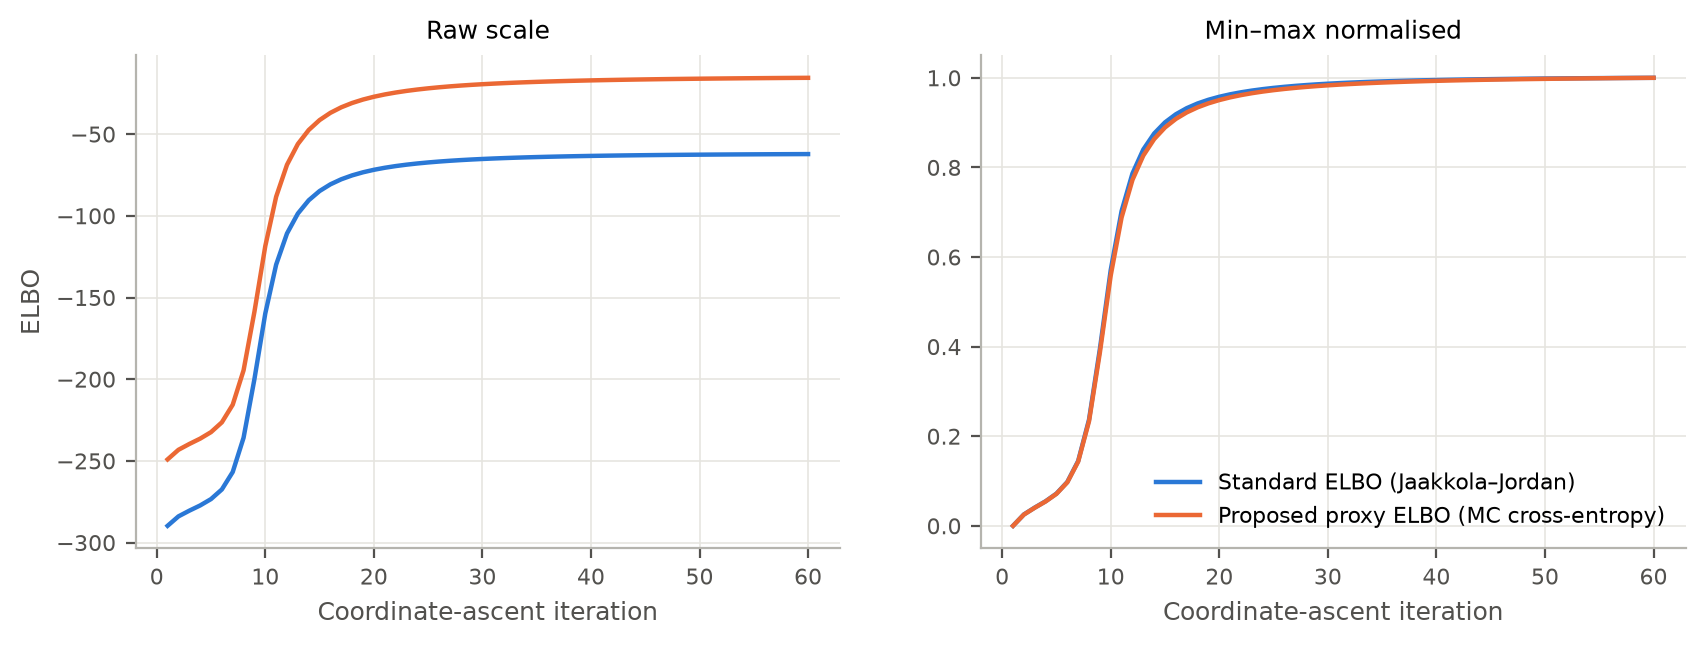 Raw scale
ELBO
−50
−100
−150
−200
−250
−300
0 10 20 30 40 50 60
Coordinate-ascent iteration
Min–max normalised
1.0
0.8
0.6
0.4
0.2
0.0
Standard ELBO (Jaakkola–Jordan)
Proposed proxy ELBO (MC cross-entropy)
0 10 20 30 40 50 60
Coordinate-ascent iteration